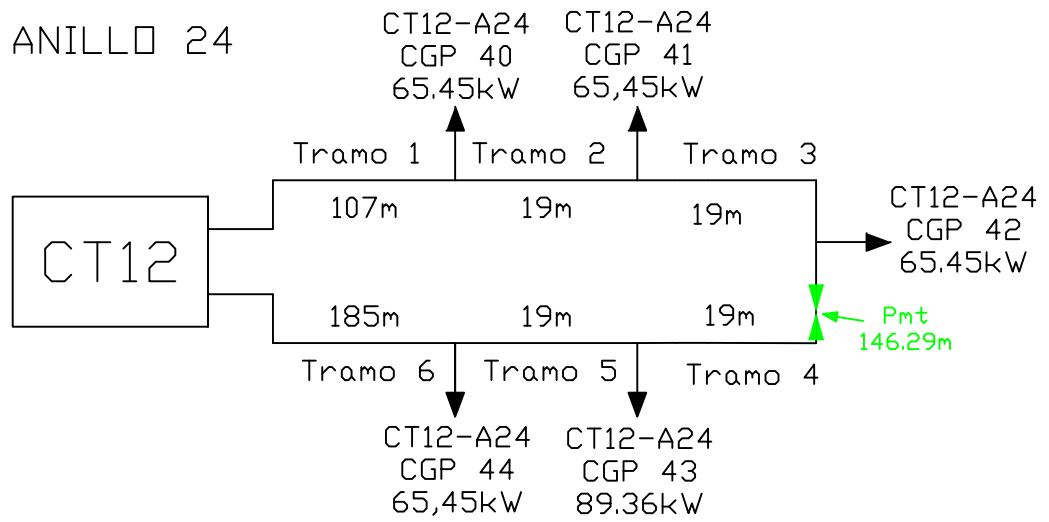 ANILLO 24
CT12-A24
CGP 40
65.45kW
CT12-A24
CGP 41
65,45kW
Tramo 1
Tramo 2
Tramo 3
107m
19m
19m
CT12
CT12-A24
CGP 42
65.45kW
185m
19m
19m
Pmt
146.29m
Tramo 6
Tramo 5
Tramo 4
CT12-A24
CGP 44
65,45kW
CT12-A24
CGP 43
89.36kW